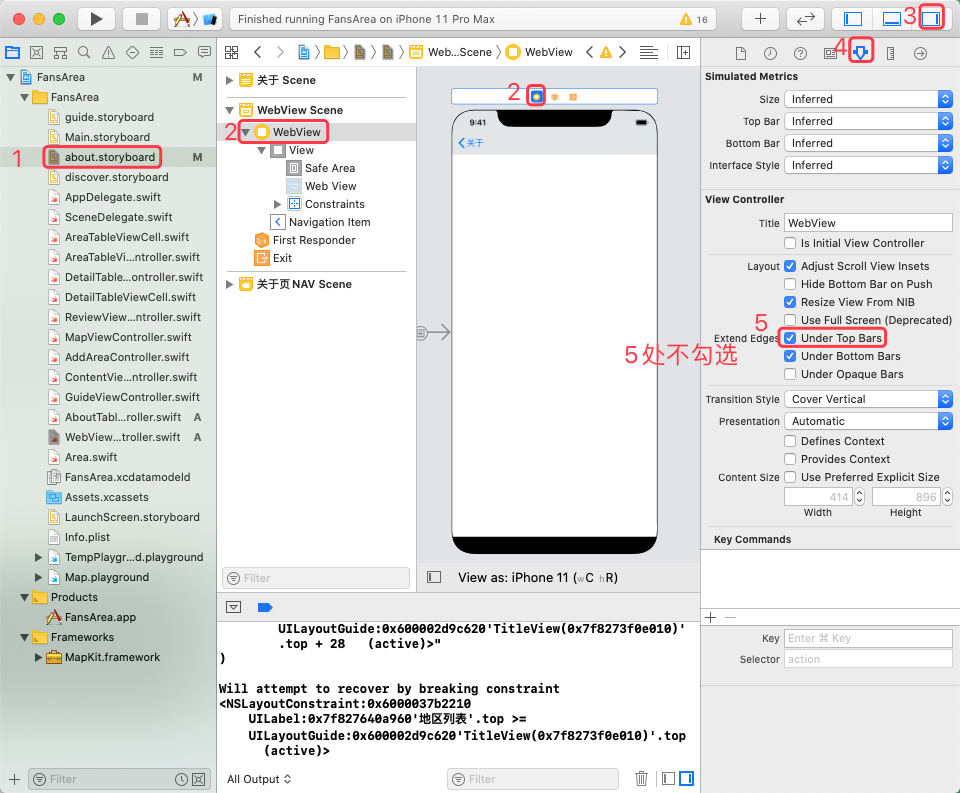 Finished running FansArea on iPhone 11 Pro Max
16
3
Web...Scene
WebView
4
FansArea
M
FansArea
guide.storyboard
Main.storyboard
1
about.storyboard
M
discover.storyboard
AppDelegate.swift
SceneDelegate.swift
AreaTableViewCell.swift
AreaTableVi...ntroller.swift
DetailTable...ontroller.swift
DetailTableViewCell.swift
ReviewView...ntroller.swift
MapViewController.swift
AddAreaController.swift
ContentVie...ntroller.swift
GuideViewController.swift
AboutTabl...roller.swift
A
WebView...troller.swift
A
Area.swift
FansArea.xcdatamodeld
Assets.xcassets
LaunchScreen.storyboard
Info.plist
TempPlaygr...d.playground
Map.playground
Products
FansArea.app
Frameworks
MapKit.framework
Filter
关于 Scene
WebView Scene
2
WebView
View
Safe Area
Web View
Constraints
Navigation Item
First Responder
Exit
关于页 NAV Scene
Filter
2
9:41
关于
5处不勾选
View as: iPhone 11 (wC hR)
UILayoutGuide:0x600002d9c620'TitleView(0x7f8273f0e010)'
.top + 28 (active)>"
)
Will attempt to recover by breaking constraint
<NSLayoutConstraint:0x6000037b2210
UILabel:0x7f827640a960'地区列表'.top >=
UILayoutGuide:0x600002d9c620'TitleView(0x7f8273f0e010)'.top
(active)>
All Output
Filter
Simulated Metrics
Size
Inferred
Top Bar
Inferred
Bottom Bar
Inferred
Interface Style
Inferred
View Controller
Title
WebView
Is Initial View Controller
Layout
Adjust Scroll View Insets
Hide Bottom Bar on Push
Resize View From NIB
Use Full Screen (Deprecated)
5
Extend Edges
Under Top Bars
Under Bottom Bars
Under Opaque Bars
Transition Style
Cover Vertical
Presentation
Automatic
Defines Context
Provides Context
Content Size
Use Preferred Explicit Size
414
896
Width
Height
Key Commands
Key
Enter ⌘ Key
Selector
action